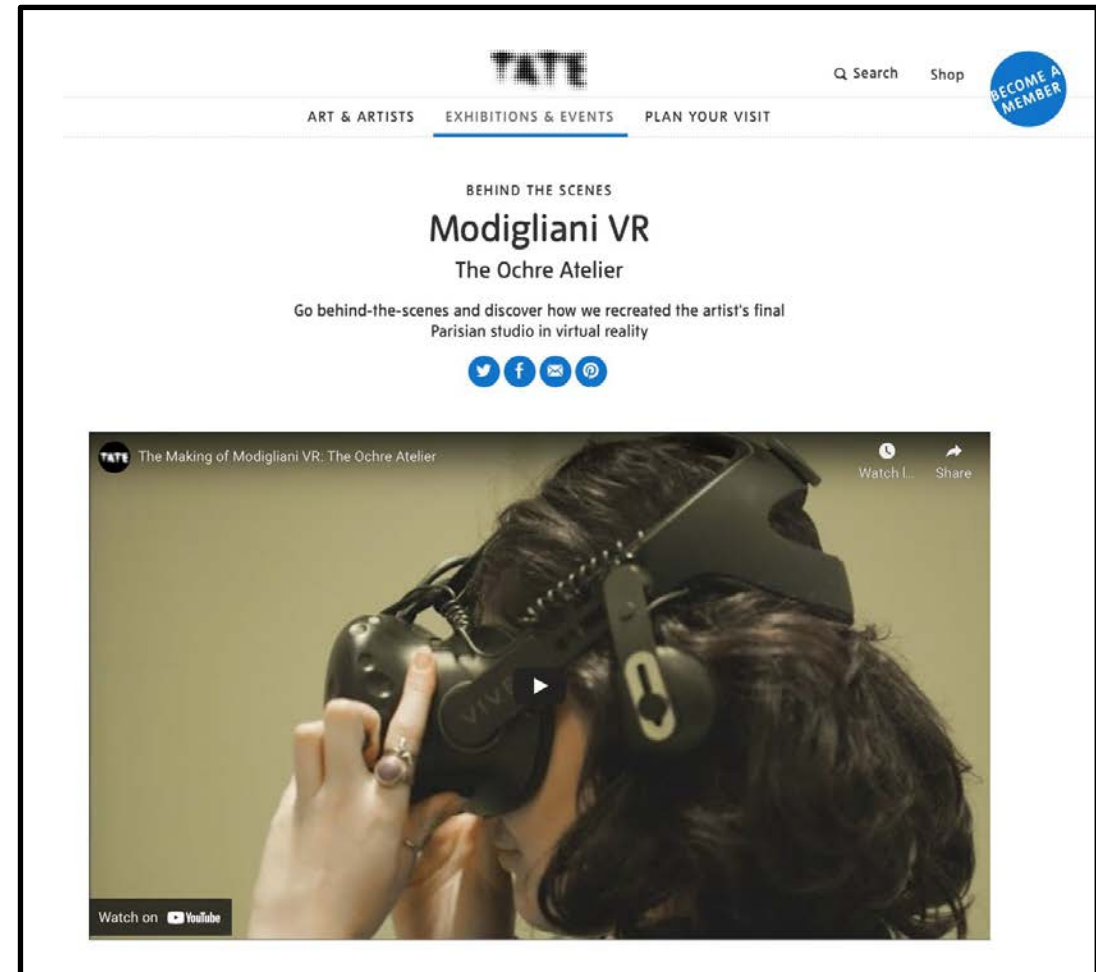 TATE
Search Shop
BECOME A
MEMBER
ART & ARTISTS EXHIBITIONS & EVENTS PLAN YOUR VISIT
BEHIND THE SCENES
Modigliani VR
The Ochre Atelier
Go behind-the-scenes and discover how we recreated the artist's final
Parisian studio in virtual reality
TATE The Making of Modigliani VR: The Ochre Atelier
Watch l... Share
VIVE
Watch on YouTube